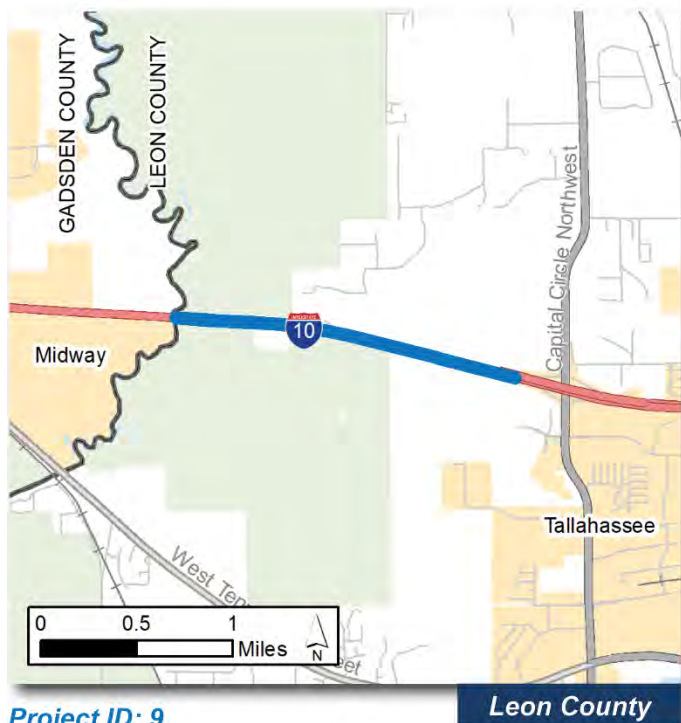 GADSDEN COUNTY
LEON COUNTY
Capital Circle Northwest
10
Midway
Tallahassee
West
0 0.5 1
Miles
N
Project ID: 9
Leon County